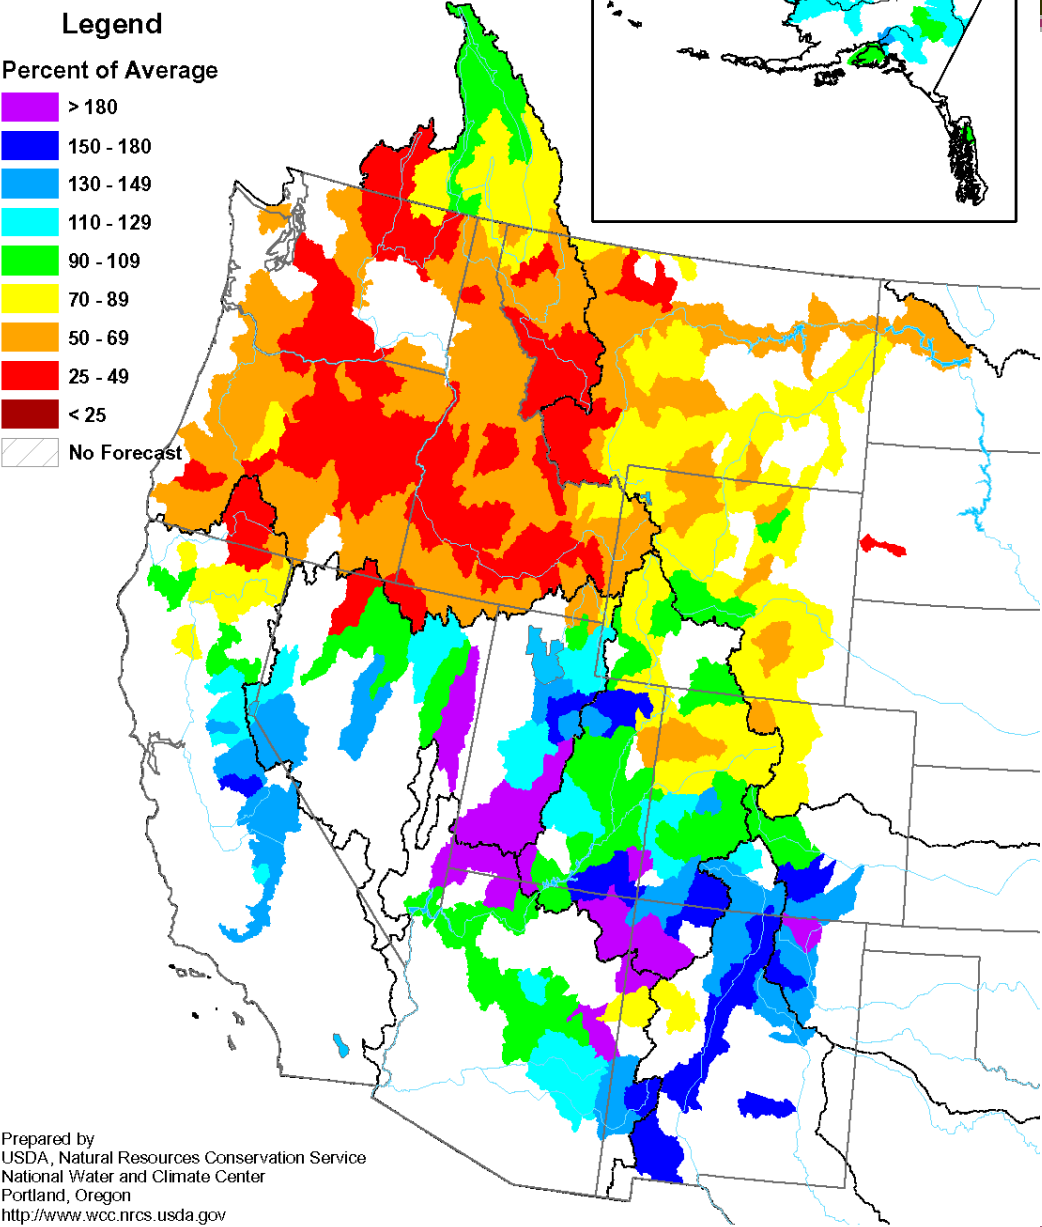 Legend
Percent of Average
> 180
150 - 180
130 - 149
110 - 129
90 - 109
70 - 89
50 - 69
25 - 49
< 25
No Forecast
Prepared by
USDA, Natural Resources Conservation Service
National Water and Climate Center
Portland, Oregon
http://www.wcc.nrcs.usda.gov